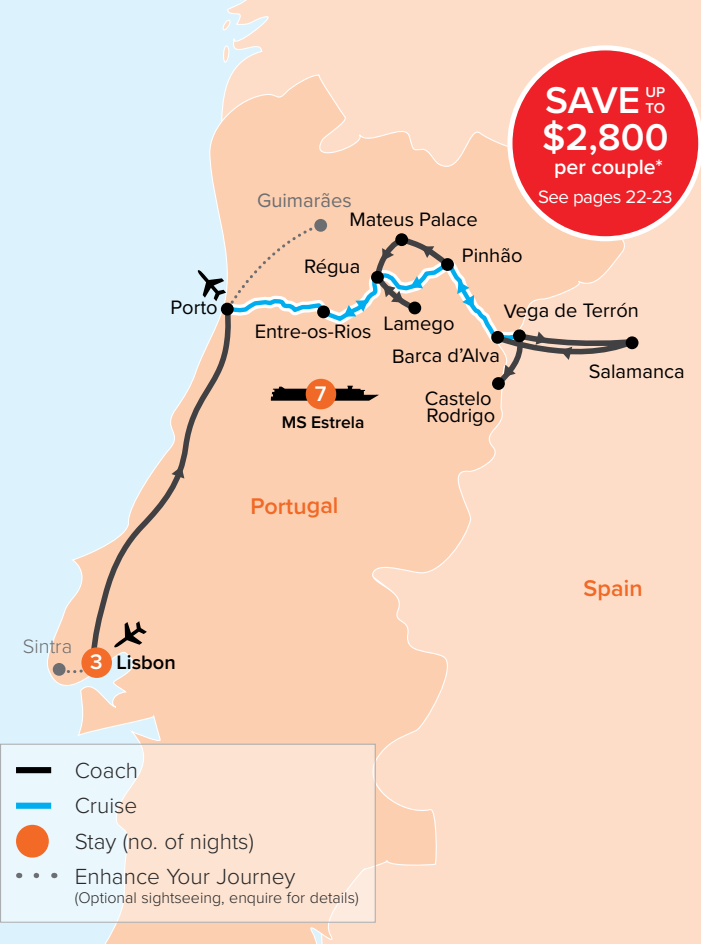 SAVE UP TO
$2,800
per couple*
See pages 22-23
Guimarães
Mateus Palace
Pinhão
Régua
Porto
Entre-os-Rios
Lamego
Vega de Terrón
Barca d’Alva
Salamanca
Castelo
Rodrigo
7
MS Estrela
Portugal
Spain
Sintra
3 Lisbon
Coach
Cruise
Stay (no. of nights)
Enhance Your Journey
(Optional sightseeing, enquire for details)